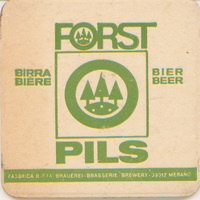 FORST
BIRRA BIER
BIÈRE BEER
PILS
FABBRICA BIRRA BRAUEREI BRASSERIE BREWERY - 39012 MERANO